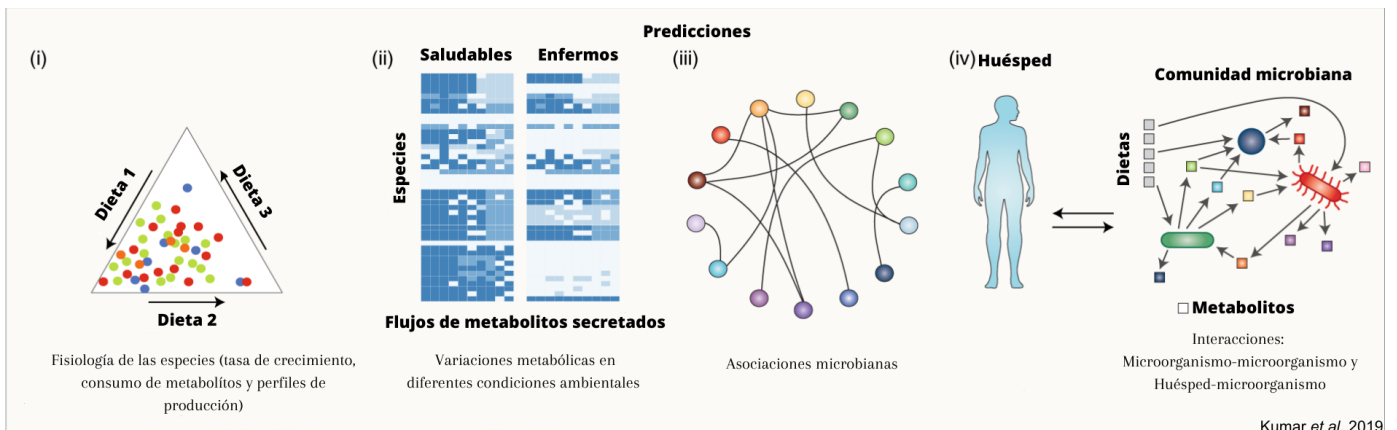 Predicciones
(i)
Dieta 1
Dieta 3
Dieta 2
Fisiología de las especies (tasa de crecimiento,
consumo de metabolítos y perfiles de
producción)
(ii)
Saludables
Enfermos
Especies
Flujos de metabolitos secretados
Variaciones metabólicas en
diferentes condiciones ambientales
(iii)
Asociaciones microbianas
(iv) Huésped
Comunidad microbiana
Dietas
Metabolitos
Interacciones:
Microorganismo-microorganismo y
Huésped-microorganismo
Kumar et al. 2019